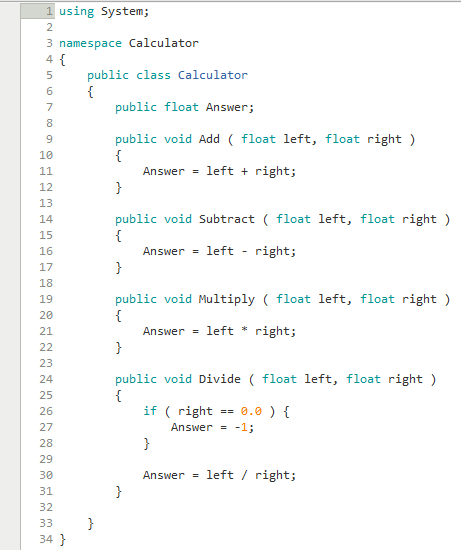 1 using System;
2
3 namespace Calculator
4 {
5     public class Calculator
6     {
7         public float Answer;
8
9         public void Add ( float left, float right )
10         {
11             Answer = left + right;
12         }
13
14         public void Subtract ( float left, float right )
15         {
16             Answer = left - right;
17         }
18
19         public void Multiply ( float left, float right )
20         {
21             Answer = left * right;
22         }
23
24         public void Divide ( float left, float right )
25         {
26             if ( right == 0.0 ) {
27                 Answer = -1;
28             }
29
30             Answer = left / right;
31         }
32
33     }
34 }